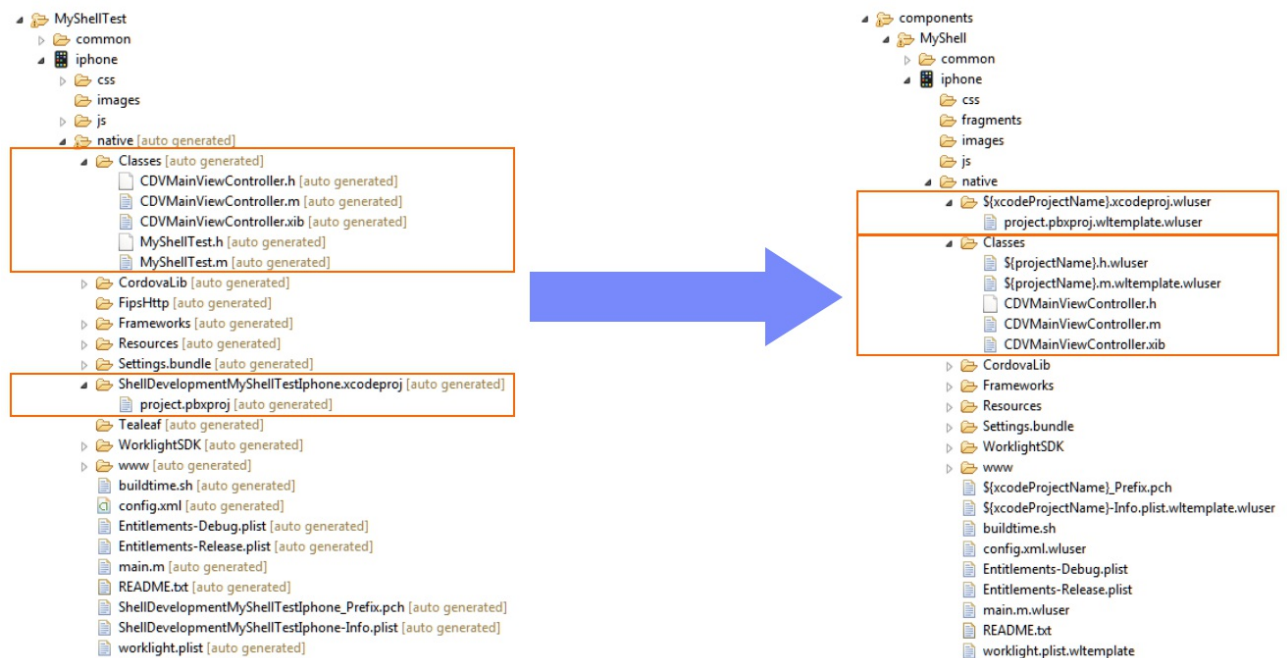 MyShellTest
common
iphone
css
images
js
native [auto generated]
Classes [auto generated]
CDVMainViewController.h [auto generated]
CDVMainViewController.m [auto generated]
CDVMainViewController.xib [auto generated]
MyShellTest.h [auto generated]
MyShellTest.m [auto generated]
CordovaLib [auto generated]
FipsHttp [auto generated]
Frameworks [auto generated]
Resources [auto generated]
Settings.bundle [auto generated]
ShellDevelopmentMyShellTestIphone.xcodeproj [auto generated]
project.pbxproj [auto generated]
Tealeaf [auto generated]
WorklightSDK [auto generated]
www [auto generated]
buildtime.sh [auto generated]
config.xml [auto generated]
Entitlements-Debug.plist [auto generated]
Entitlements-Release.plist [auto generated]
main.m [auto generated]
README.txt [auto generated]
ShellDevelopmentMyShellTestIphone_Prefix.pch [auto generated]
ShellDevelopmentMyShellTestIphone-Info.plist [auto generated]
worklight.plist [auto generated]
components
MyShell
common
iphone
css
fragments
images
js
native
${xcodeProjectName}.xcodeproj.wluser
project.pbxproj.wltemplate.wluser
Classes
${projectName}.h.wluser
${projectName}.m.wltemplate.wluser
CDVMainViewController.h
CDVMainViewController.m
CDVMainViewController.xib
CordovaLib
Frameworks
Resources
Settings.bundle
WorklightSDK
www
${xcodeProjectName}_Prefix.pch
${xcodeProjectName}-Info.plist.wltemplate.wluser
buildtime.sh
config.xml.wluser
Entitlements-Debug.plist
Entitlements-Release.plist
main.m.wluser
README.txt
worklight.plist.wltemplate